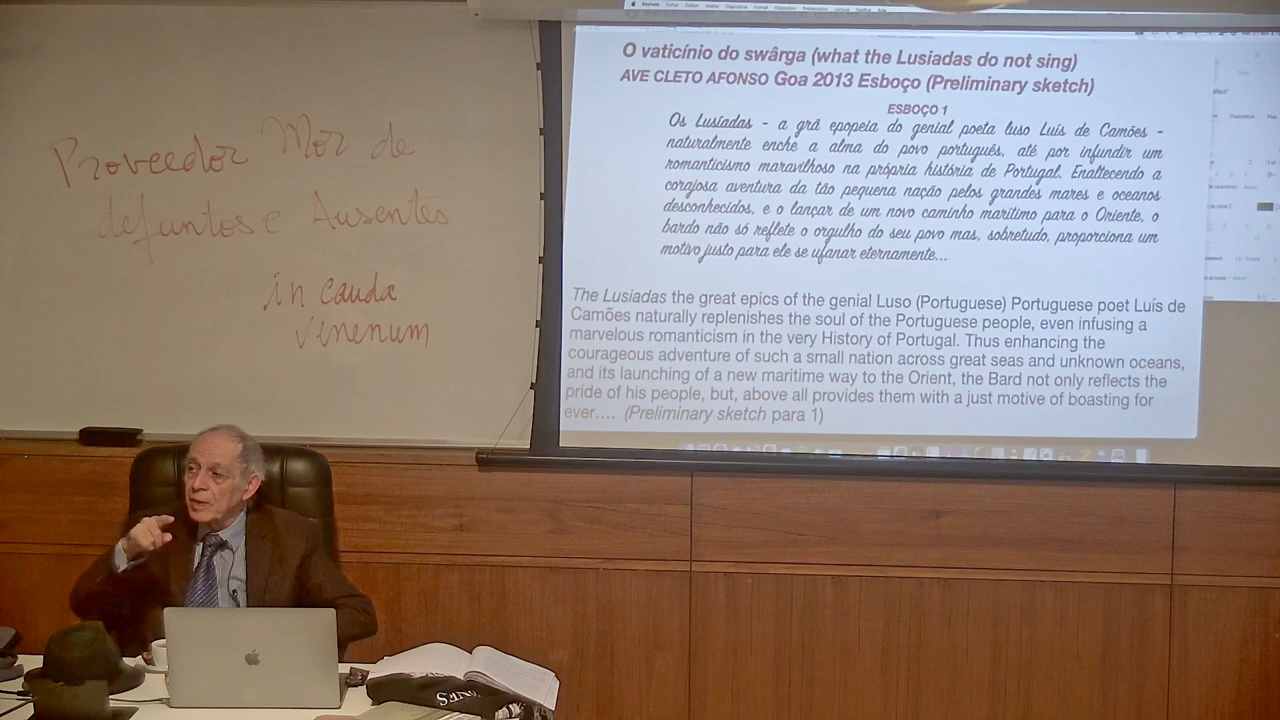 Proveedor Mor de
defuntos e Ausentes
in cauda
venenum
O vaticínio do swârga (what the Lusiadas do not sing)
AVE CLETO AFONSO Goa 2013 Esboço (Preliminary sketch)
ESBOÇO 1
Os Lusíadas - a grã epopeia do genial poeta luso Luís de Camões -
naturalmente enche a alma do povo português, até por infundir um
romanticismo maravilhoso na própria história de Portugal. Enaltecendo a
corajosa aventura da tão pequena nação pelos grandes mares e oceanos
desconhecidos, e o lançar de um novo caminho marítimo para o Oriente, o
bardo não só reflete o orgulho do seu povo mas, sobretudo, proporciona um
motivo justo para ele se ufanar eternamente...
The Lusiadas the great epics of the genial Luso (Portuguese) Portuguese poet Luís de
Camões naturally replenishes the soul of the Portuguese people, even infusing a
marvelous romanticism in the very History of Portugal. Thus enhancing the
courageous adventure of such a small nation across great seas and unknown oceans,
and its launching of a new maritime way to the Orient, the Bard not only reflects the
pride of his people, but, above all provides them with a just motive of boasting for
ever.... (Preliminary sketch para 1)